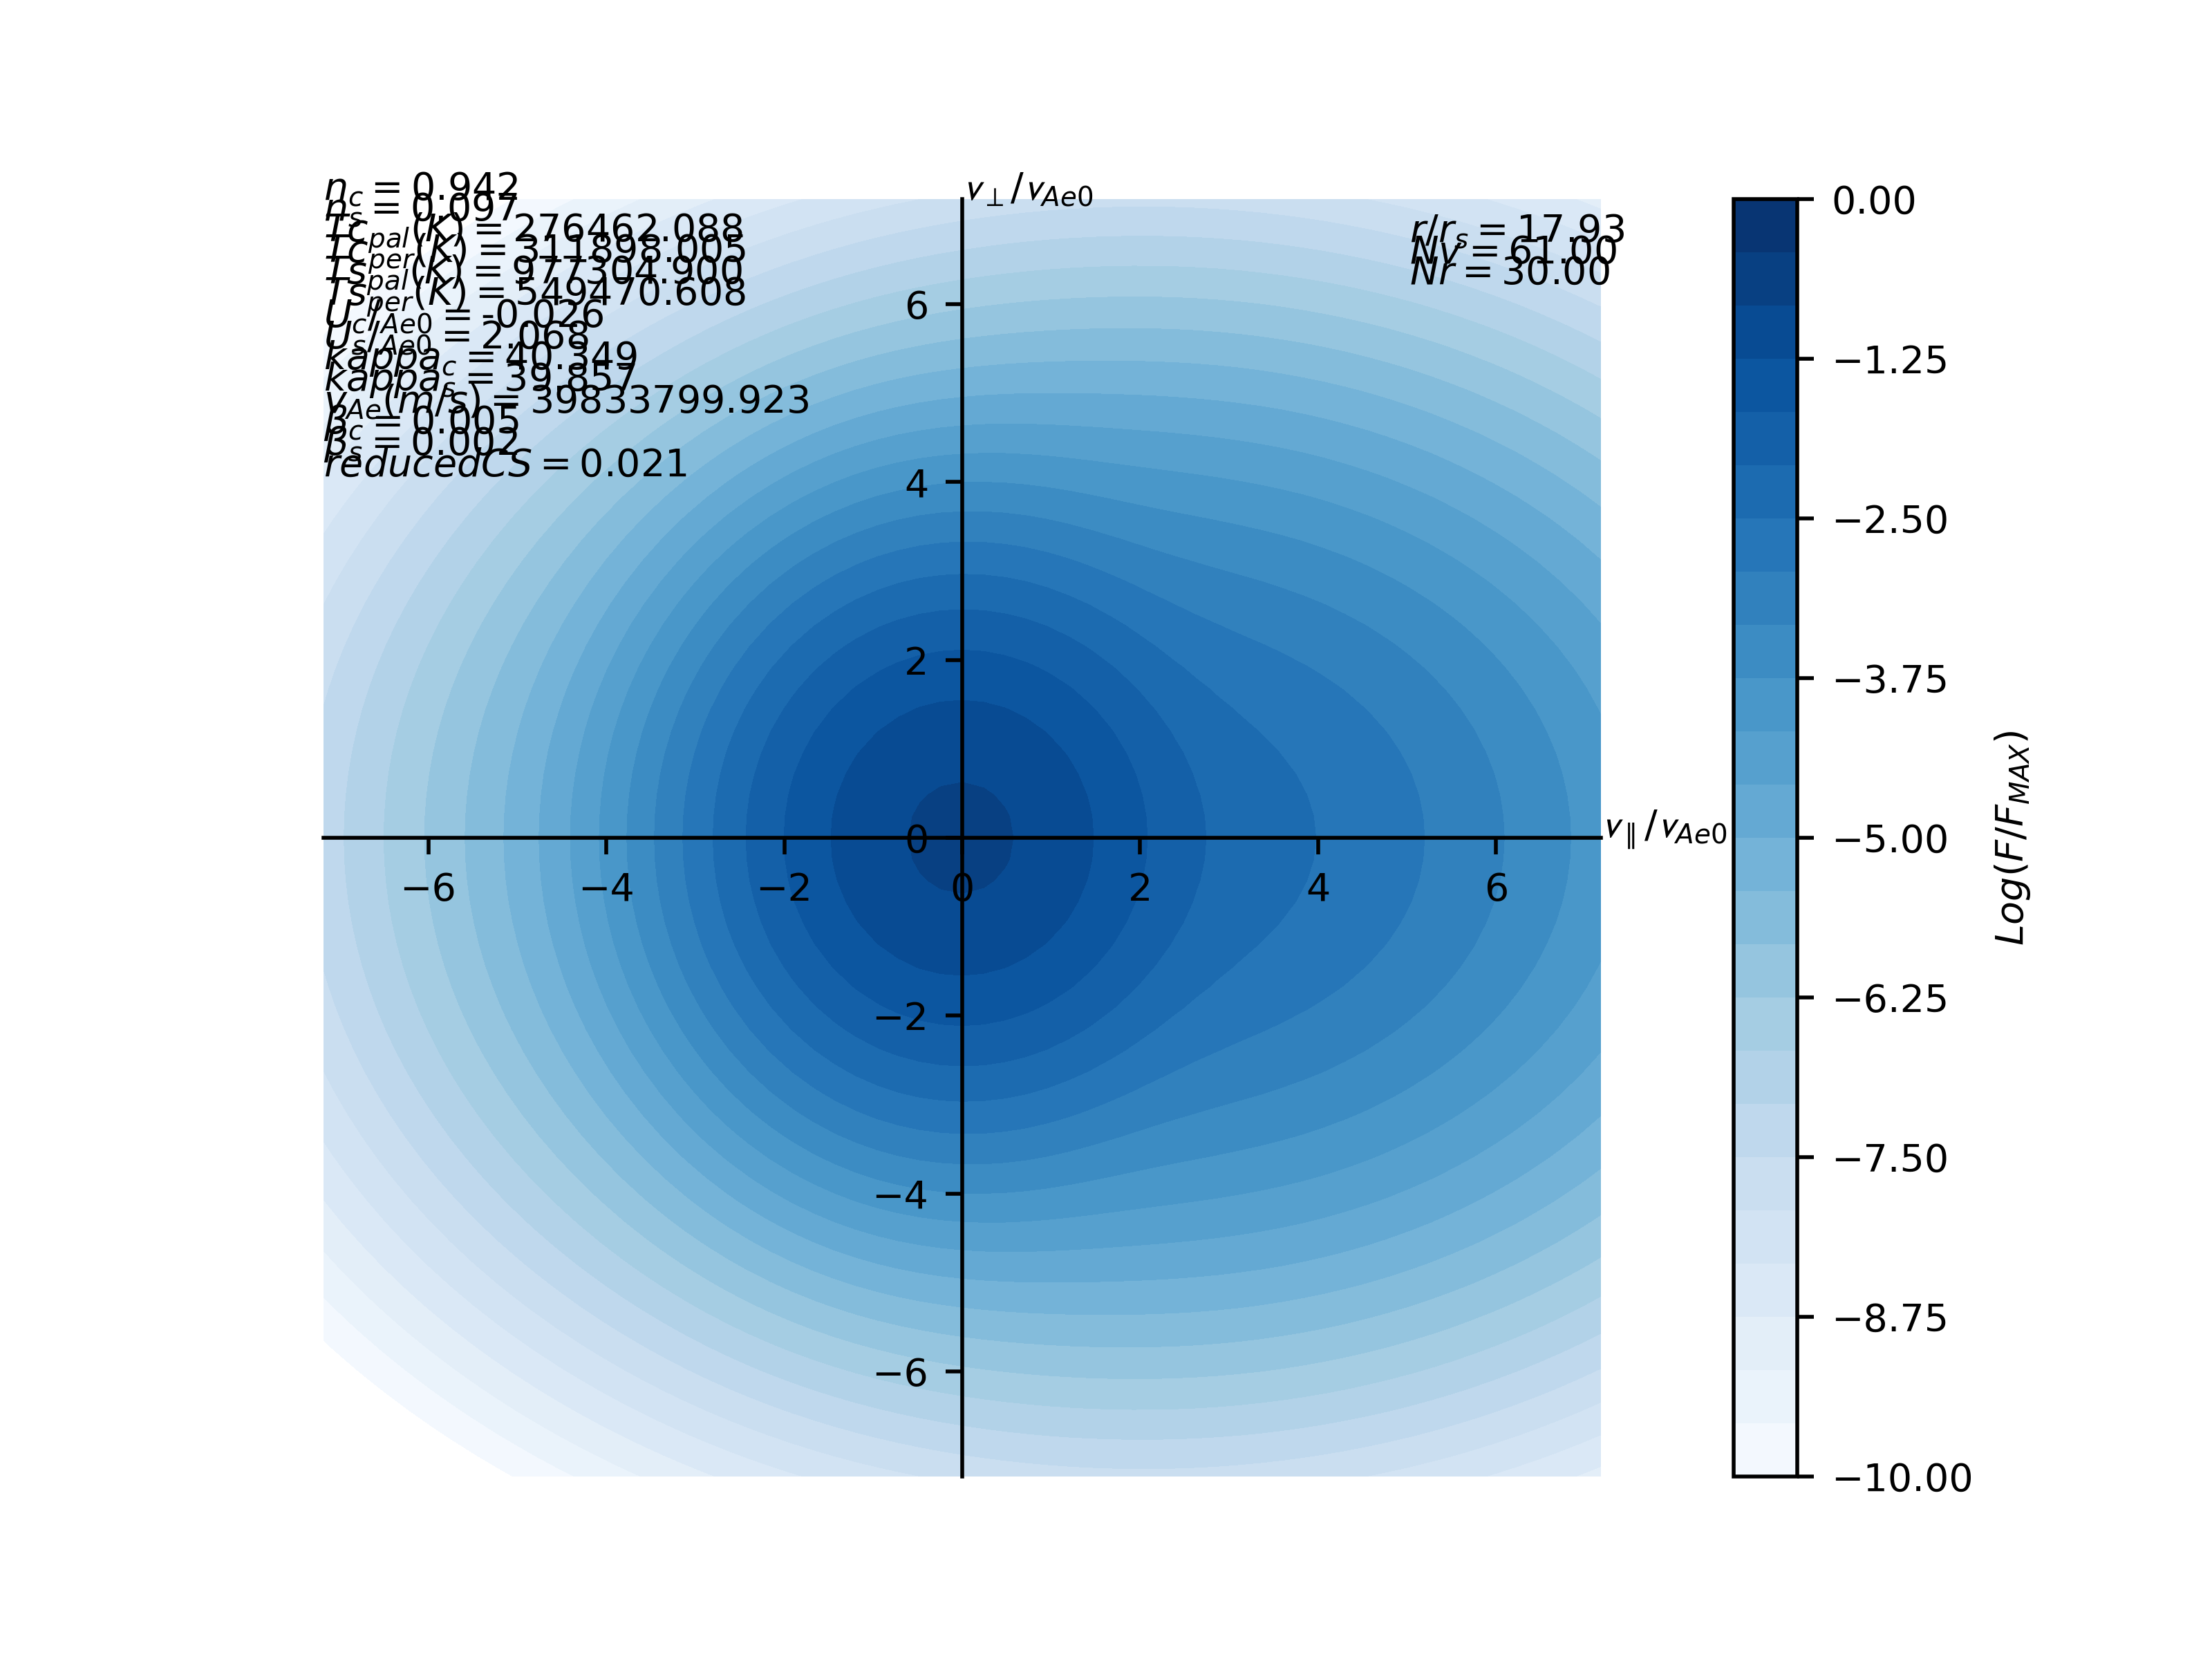 n_c = 0.942
n_s = 0.097
Tc_pal(K) = 276462.088
Tc_per(K) = 311898.005
Ts_pal(K) = 977304.900
Ts_per(K) = 549470.608
U_c/Ae0 = -0.026
U_s/Ae0 = 2.068
kappa_c = 40.349
kappa_s = 39.857
v_Ae(m/s) = 39833799.923
β_c = 0.005
β_s = 0.002
reducedCS = 0.021
v_⊥/v_Ae0
r/r_s = 17.93
Nv = 61.00
Nr = 30.00
6
4
2
0
−2
−4
−6
−6 −4 −2 0 2 4 6
v_∥/v_Ae0
0.00
−1.25
−2.50
−3.75
−5.00
−6.25
−7.50
−8.75
−10.00
Log(F/F_MAX)